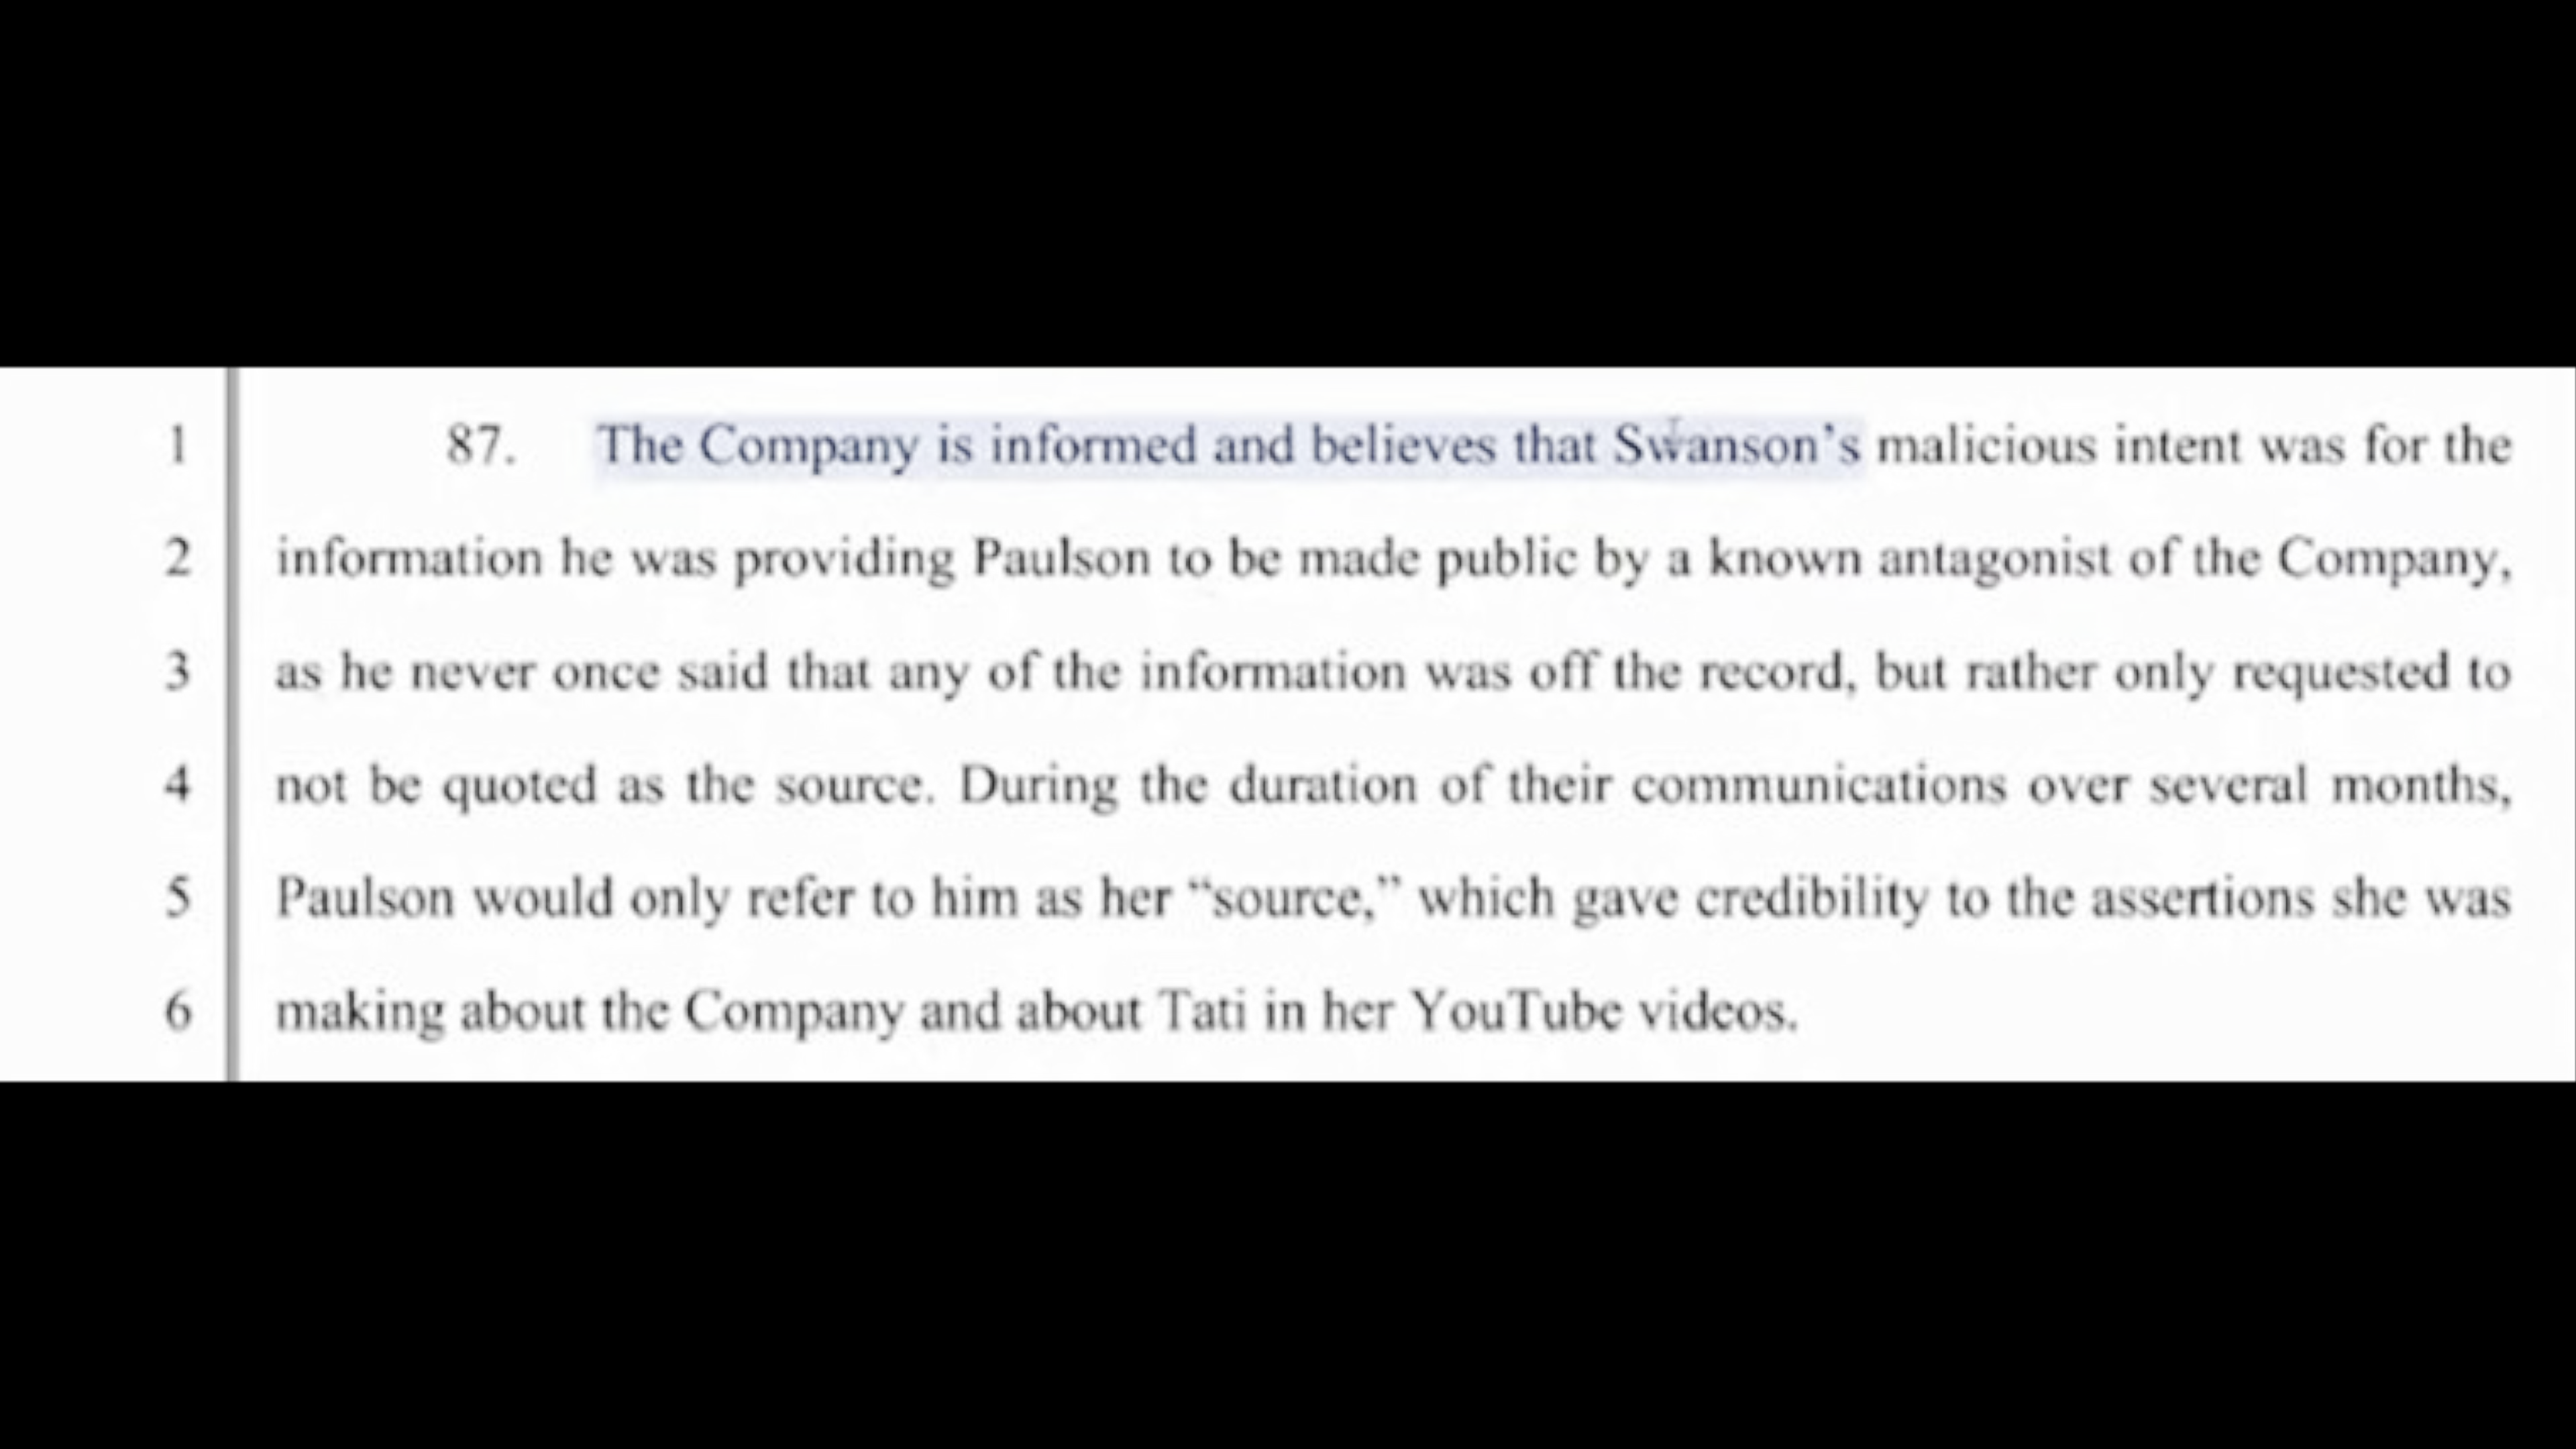 1 87. The Company is informed and believes that Swanson’s malicious intent was for the
2 information he was providing Paulson to be made public by a known antagonist of the Company,
3 as he never once said that any of the information was off the record, but rather only requested to
4 not be quoted as the source. During the duration of their communications over several months,
5 Paulson would only refer to him as her “source,” which gave credibility to the assertions she was
6 making about the Company and about Tati in her YouTube videos.